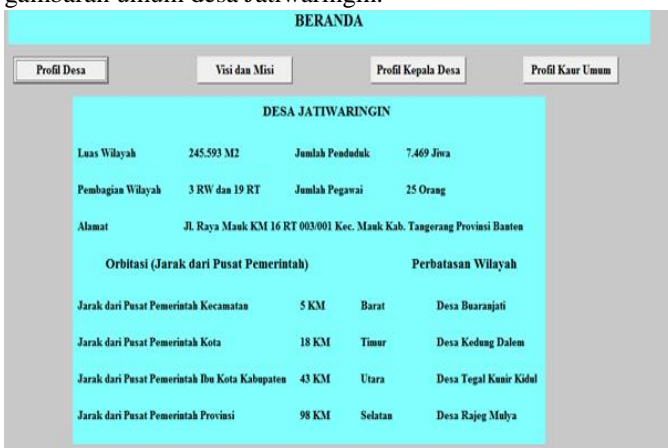 gambaran umum desa Jatiwaringin.
BERANDA
Profil Desa Visi dan Misi Profil Kepala Desa Profil Kaur Umum
DESA JATIWARINGIN
Luas Wilayah 245.593 M2 Jumlah Penduduk 7.469 Jiwa
Pembagian Wilayah 3 RW dan 19 RT Jumlah Pegawai 25 Orang
Alamat Jl. Raya Mauk KM 16 RT 003/001 Kec. Mauk Kab. Tangerang Provinsi Banten
Orbitasi (Jarak dari Pusat Pemerintah) Perbatasan Wilayah
Jarak dari Pusat Pemerintah Kecamatan 5 KM Barat Desa Buaranjati
Jarak dari Pusat Pemerintah Kota 18 KM Timur Desa Kedung Dalem
Jarak dari Pusat Pemerintah Ibu Kota Kabupaten 43 KM Utara Desa Tegal Kunir Kidul
Jarak dari Pusat Pemerintah Provinsi 98 KM Selatan Desa Rajeg Mulya